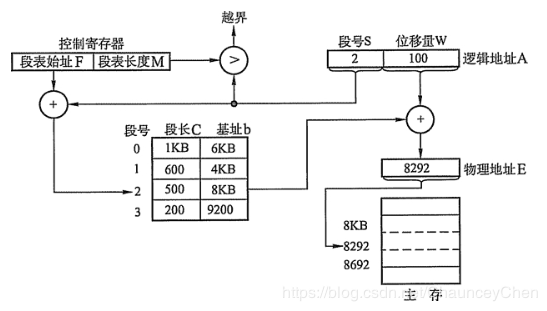 越界
控制寄存器
段表始址F 段表长度M
>
段号S 位移量W
2 100 逻辑地址A
+
+
段号 段长C 基址b
0 1KB 6KB
1 600 4KB
2 500 8KB
3 200 9200
8292 物理地址E
8KB
8292
8692
主 存
https://blog.csdn.net/ChaunceyChen